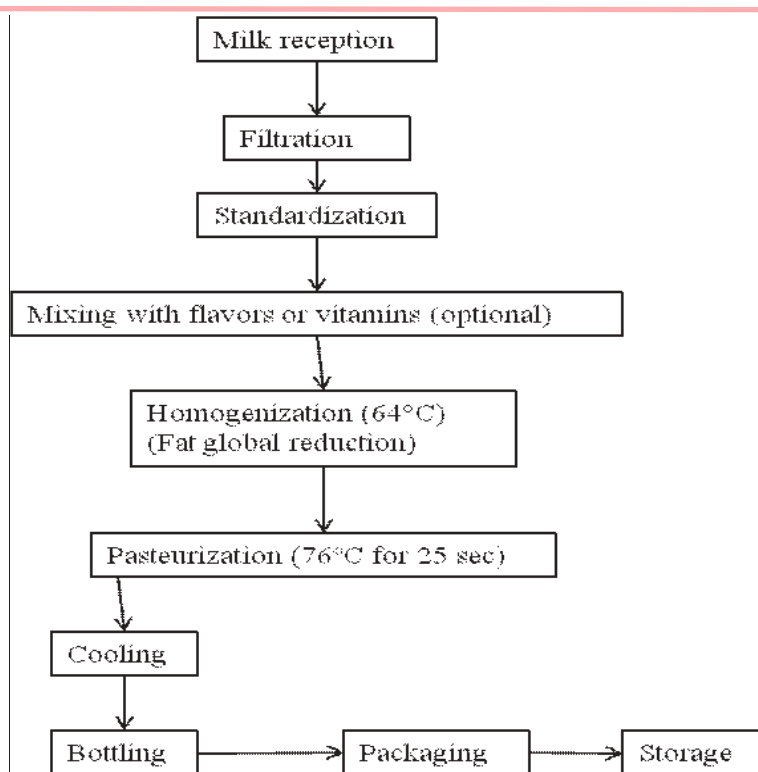 Milk reception
Filtration
Standardization
Mixing with flavors or vitamins (optional)
Homogenization (64°C)
(Fat global reduction)
Pasteurization (76°C for 25 sec)
Cooling
Bottling
Packaging
Storage